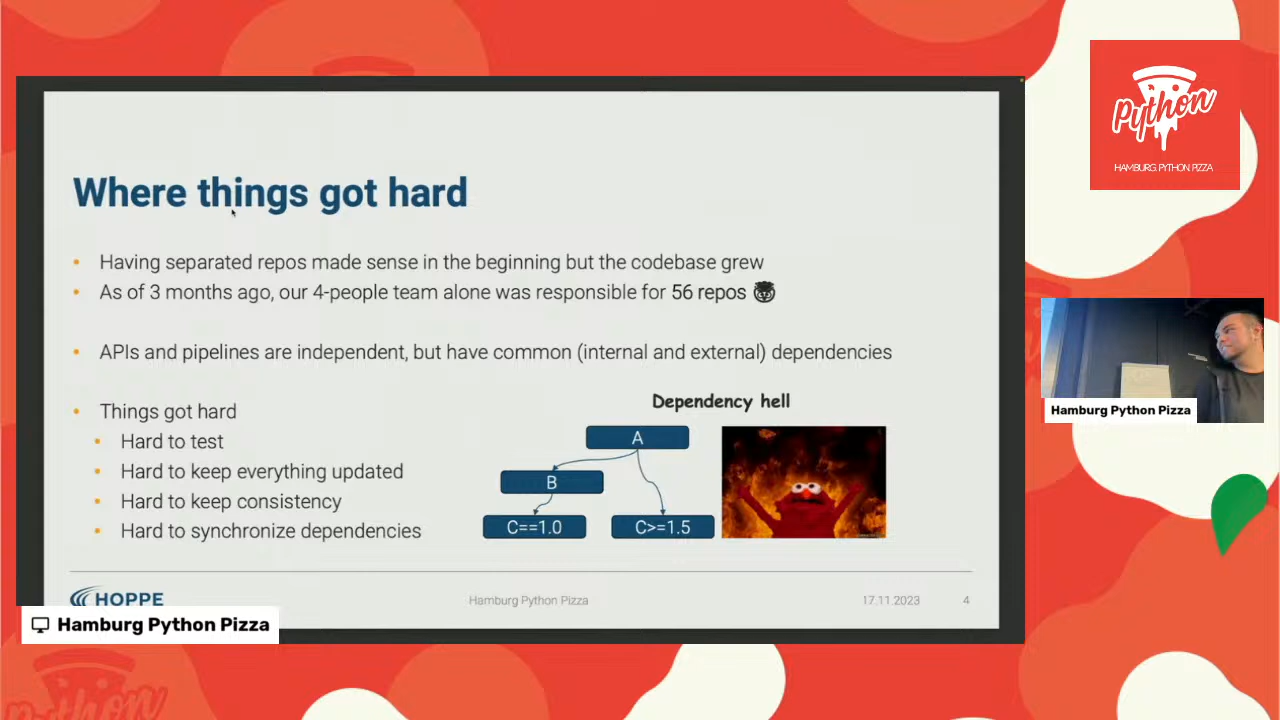 Where things got hard
Having separated repos made sense in the beginning but the codebase grew
As of 3 months ago, our 4-people team alone was responsible for 56 repos
APIs and pipelines are independent, but have common (internal and external) dependencies
Things got hard
Hard to test
Hard to keep everything updated
Hard to keep consistency
Hard to synchronize dependencies
Dependency hell
A
B
C==1.0
C>=1.5
HOPPE
Hamburg Python Pizza
17.11.2023
4
Hamburg Python Pizza
Python
HAMBURG PYTHON PIZZA
Hamburg Python Pizza
Python